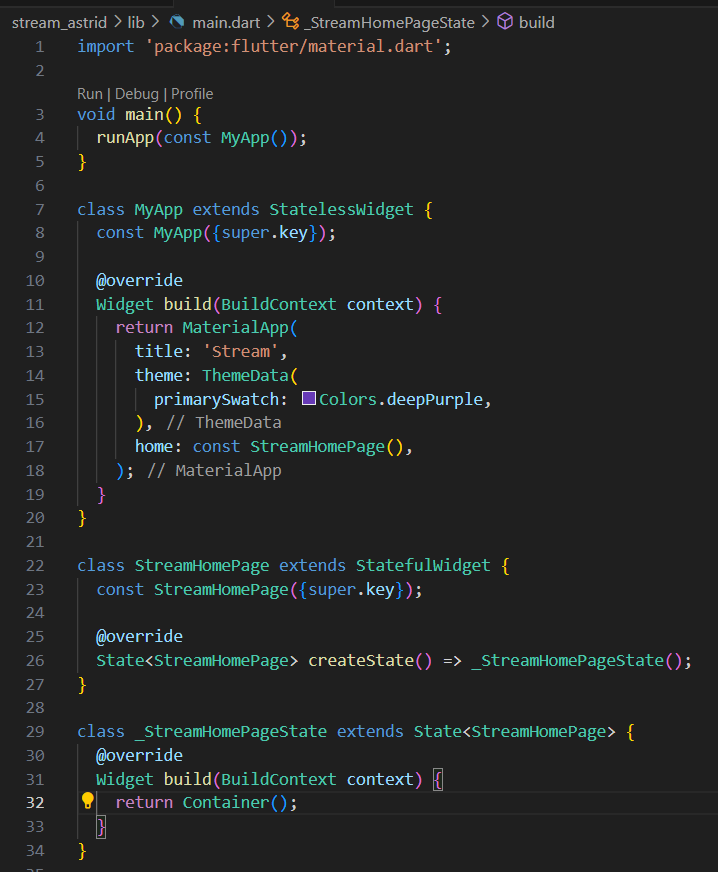 stream_astrid > lib > main.dart > _StreamHomePageState > build
1 import 'package:flutter/material.dart';
2
Run | Debug | Profile
3 void main() {
4   runApp(const MyApp());
5 }
6
7 class MyApp extends StatelessWidget {
8   const MyApp({super.key});
9
10   @override
11   Widget build(BuildContext context) {
12     return MaterialApp(
13       title: 'Stream',
14       theme: ThemeData(
15         primarySwatch: Colors.deepPurple,
16       ), // ThemeData
17       home: const StreamHomePage(),
18     ); // MaterialApp
19   }
20 }
21
22 class StreamHomePage extends StatefulWidget {
23   const StreamHomePage({super.key});
24
25   @override
26   State<StreamHomePage> createState() => _StreamHomePageState();
27 }
28
29 class _StreamHomePageState extends State<StreamHomePage> {
30   @override
31   Widget build(BuildContext context) {
32     return Container();
33   }
34 }
35